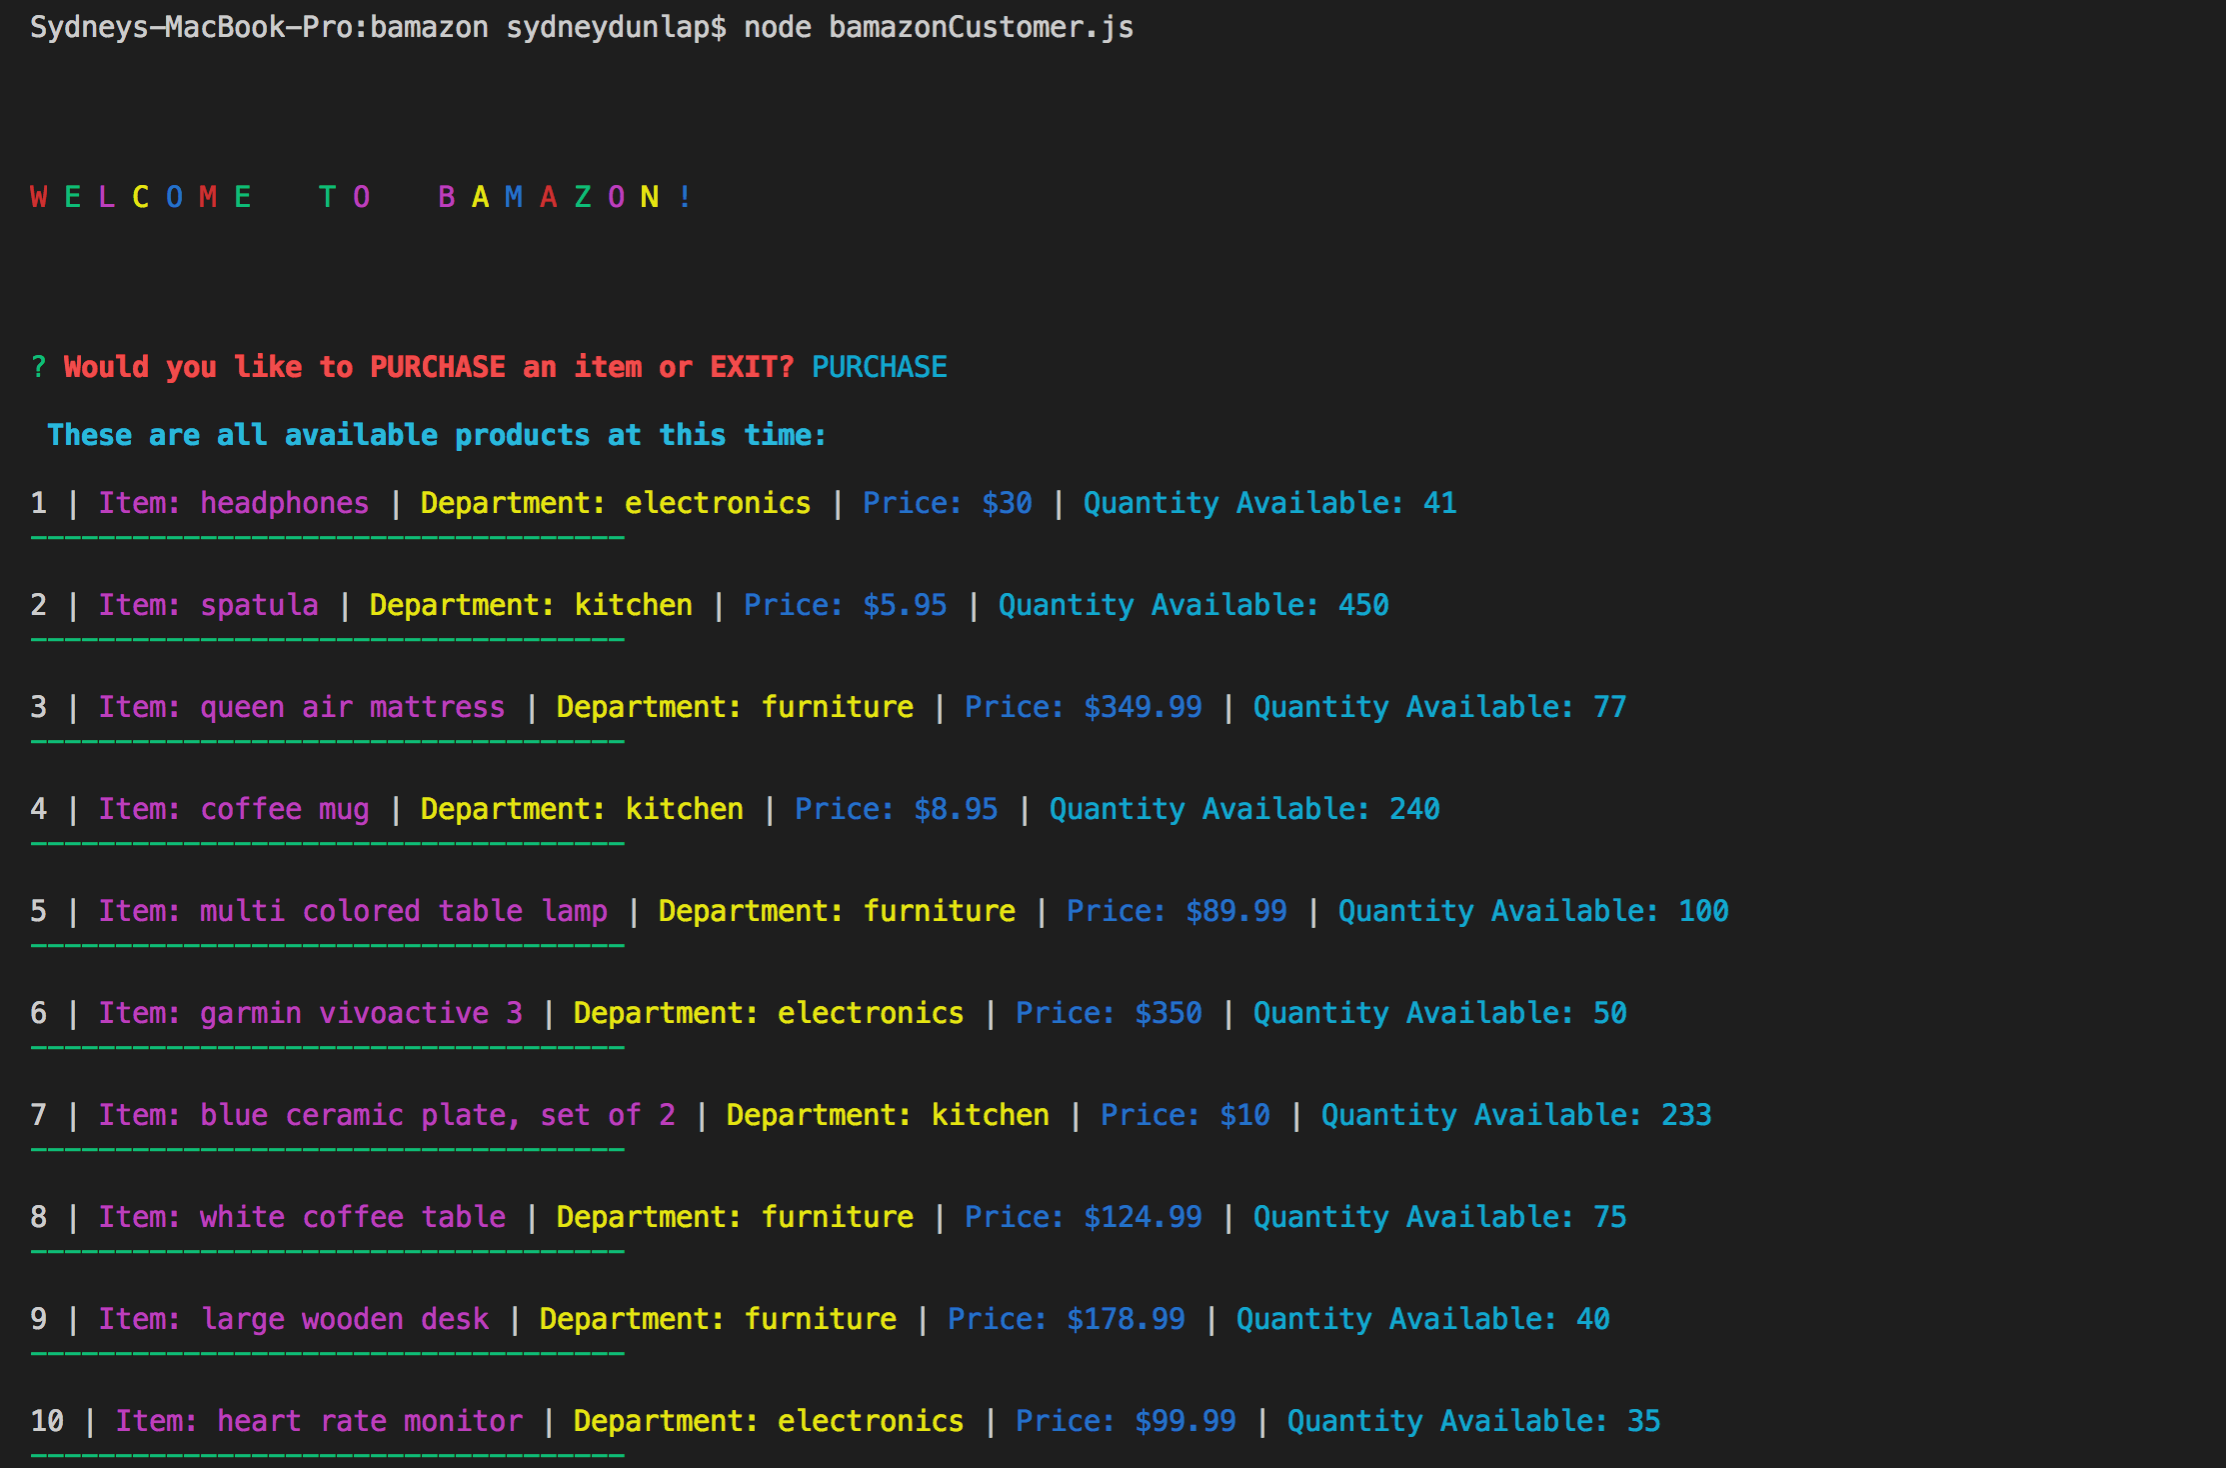 Sydneys-MacBook-Pro:bamazon sydneydunlap$ node bamazonCustomer.js
W E L C O M E   T O   B A M A Z O N !
? Would you like to PURCHASE an item or EXIT? PURCHASE
These are all available products at this time:
1 | Item: headphones | Department: electronics | Price: $30 | Quantity Available: 41
-----------------------------------
2 | Item: spatula | Department: kitchen | Price: $5.95 | Quantity Available: 450
-----------------------------------
3 | Item: queen air mattress | Department: furniture | Price: $349.99 | Quantity Available: 77
-----------------------------------
4 | Item: coffee mug | Department: kitchen | Price: $8.95 | Quantity Available: 240
-----------------------------------
5 | Item: multi colored table lamp | Department: furniture | Price: $89.99 | Quantity Available: 100
-----------------------------------
6 | Item: garmin vivoactive 3 | Department: electronics | Price: $350 | Quantity Available: 50
-----------------------------------
7 | Item: blue ceramic plate, set of 2 | Department: kitchen | Price: $10 | Quantity Available: 233
-----------------------------------
8 | Item: white coffee table | Department: furniture | Price: $124.99 | Quantity Available: 75
-----------------------------------
9 | Item: large wooden desk | Department: furniture | Price: $178.99 | Quantity Available: 40
-----------------------------------
10 | Item: heart rate monitor | Department: electronics | Price: $99.99 | Quantity Available: 35
-----------------------------------